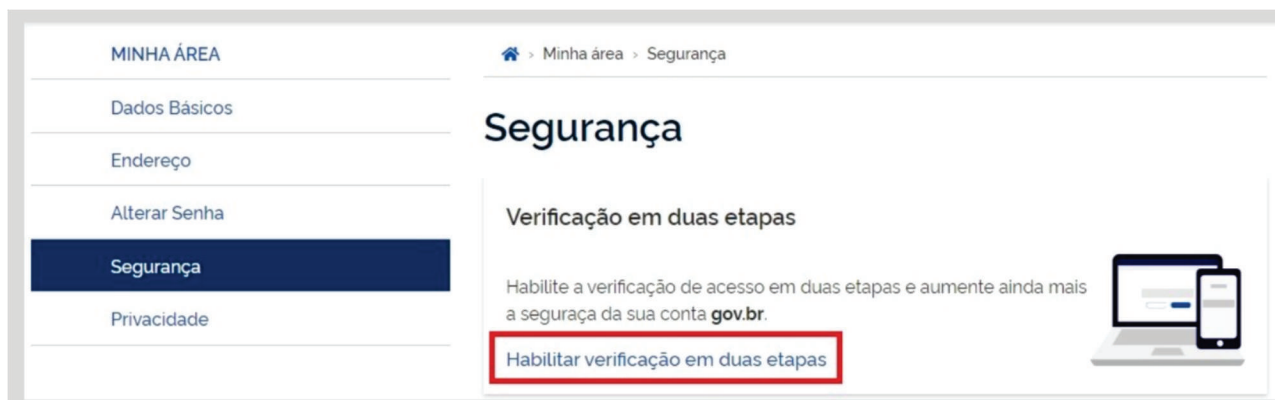 MINHA ÁREA
Dados Básicos
Endereço
Alterar Senha
Segurança
Privacidade
Minha área › Segurança
Segurança
Verificação em duas etapas
Habilite a verificação de acesso em duas etapas e aumente ainda mais
a seguraça da sua conta gov.br.
Habilitar verificação em duas etapas